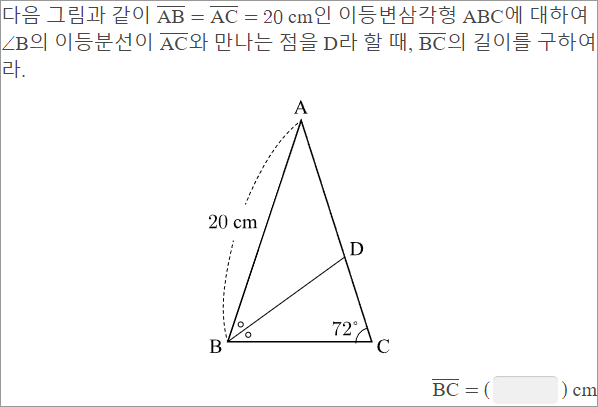 다음 그림과 같이 AB = AC = 20 cm인 이등변삼각형 ABC에 대하여
∠B의 이등분선이 AC와 만나는 점을 D라 할 때, BC의 길이를 구하여
라.
A
20 cm
D
72°
B
C
BC = ( ) cm